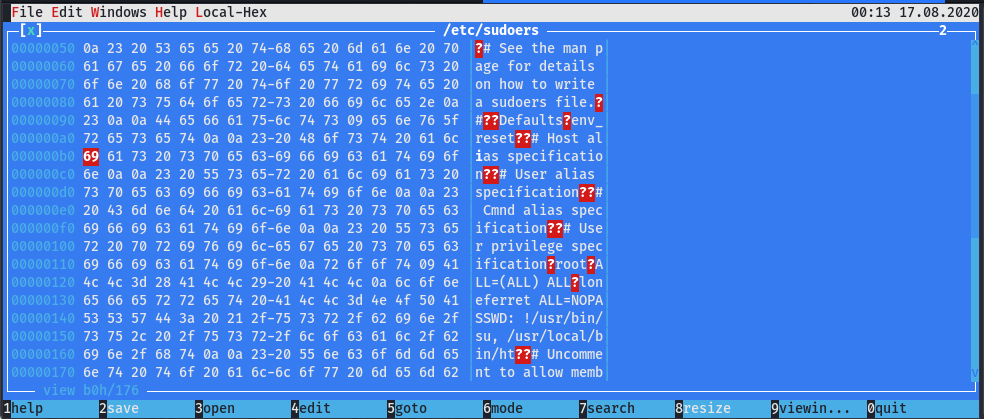 File Edit Windows Help Local-Hex 00:13 17.08.2020
[x] /etc/sudoers 2
00000050 0a 23 20 53 65 65 20 74-68 65 20 6d 61 6e 20 70 ?# See the man p
00000060 61 67 65 20 66 6f 72 20-64 65 74 61 69 6c 73 20 age for details
00000070 6f 6e 20 68 6f 77 20 74-6f 20 77 72 69 74 65 20 on how to write
00000080 61 20 73 75 64 6f 65 72-73 20 66 69 6c 65 2e 0a a sudoers file.?
00000090 23 0a 0a 44 65 66 61 75-6c 74 73 09 65 6e 76 5f #??Defaults?env_
000000a0 72 65 73 65 74 0a 0a 23-20 48 6f 73 74 20 61 6c reset??# Host al
000000b0 69 61 73 20 73 70 65 63-69 66 69 63 61 74 69 6f ias specificatio
000000c0 6e 0a 0a 23 20 55 73 65-72 20 61 6c 69 61 73 20 n??# User alias
000000d0 73 70 65 63 69 66 69 63-61 74 69 6f 6e 0a 0a 23 specification??#
000000e0 20 43 6d 6e 64 20 61 6c-69 61 73 20 73 70 65 63 Cmnd alias spec
000000f0 69 66 69 63 61 74 69 6f-6e 0a 0a 23 20 55 73 65 ification??# Use
00000100 72 20 70 72 69 76 69 6c-65 67 65 20 73 70 65 63 r privilege spec
00000110 69 66 69 63 61 74 69 6f-6e 0a 72 6f 6f 74 09 41 ification?root?A
00000120 4c 4c 3d 28 41 4c 4c 29-20 41 4c 4c 0a 6c 6f 6e LL=(ALL) ALL?lon
00000130 65 66 65 72 72 65 74 20-41 4c 4c 3d 4e 4f 50 41 eferret ALL=NOPA
00000140 53 53 57 44 3a 20 21 2f-75 73 72 2f 62 69 6e 2f SSWD: !/usr/bin/
00000150 73 75 2c 20 2f 75 73 72-2f 6c 6f 63 61 6c 2f 62 su, /usr/local/b
00000160 69 6e 2f 68 74 0a 0a 23-20 55 6e 63 6f 6d 6d 65 in/ht??# Uncomme
00000170 6e 74 20 74 6f 20 61 6c-6c 6f 77 20 6d 65 6d 62 nt to allow memb
view b0h/176
1help 2save 3open 4edit 5goto 6mode 7search 8resize 9viewin... 0quit